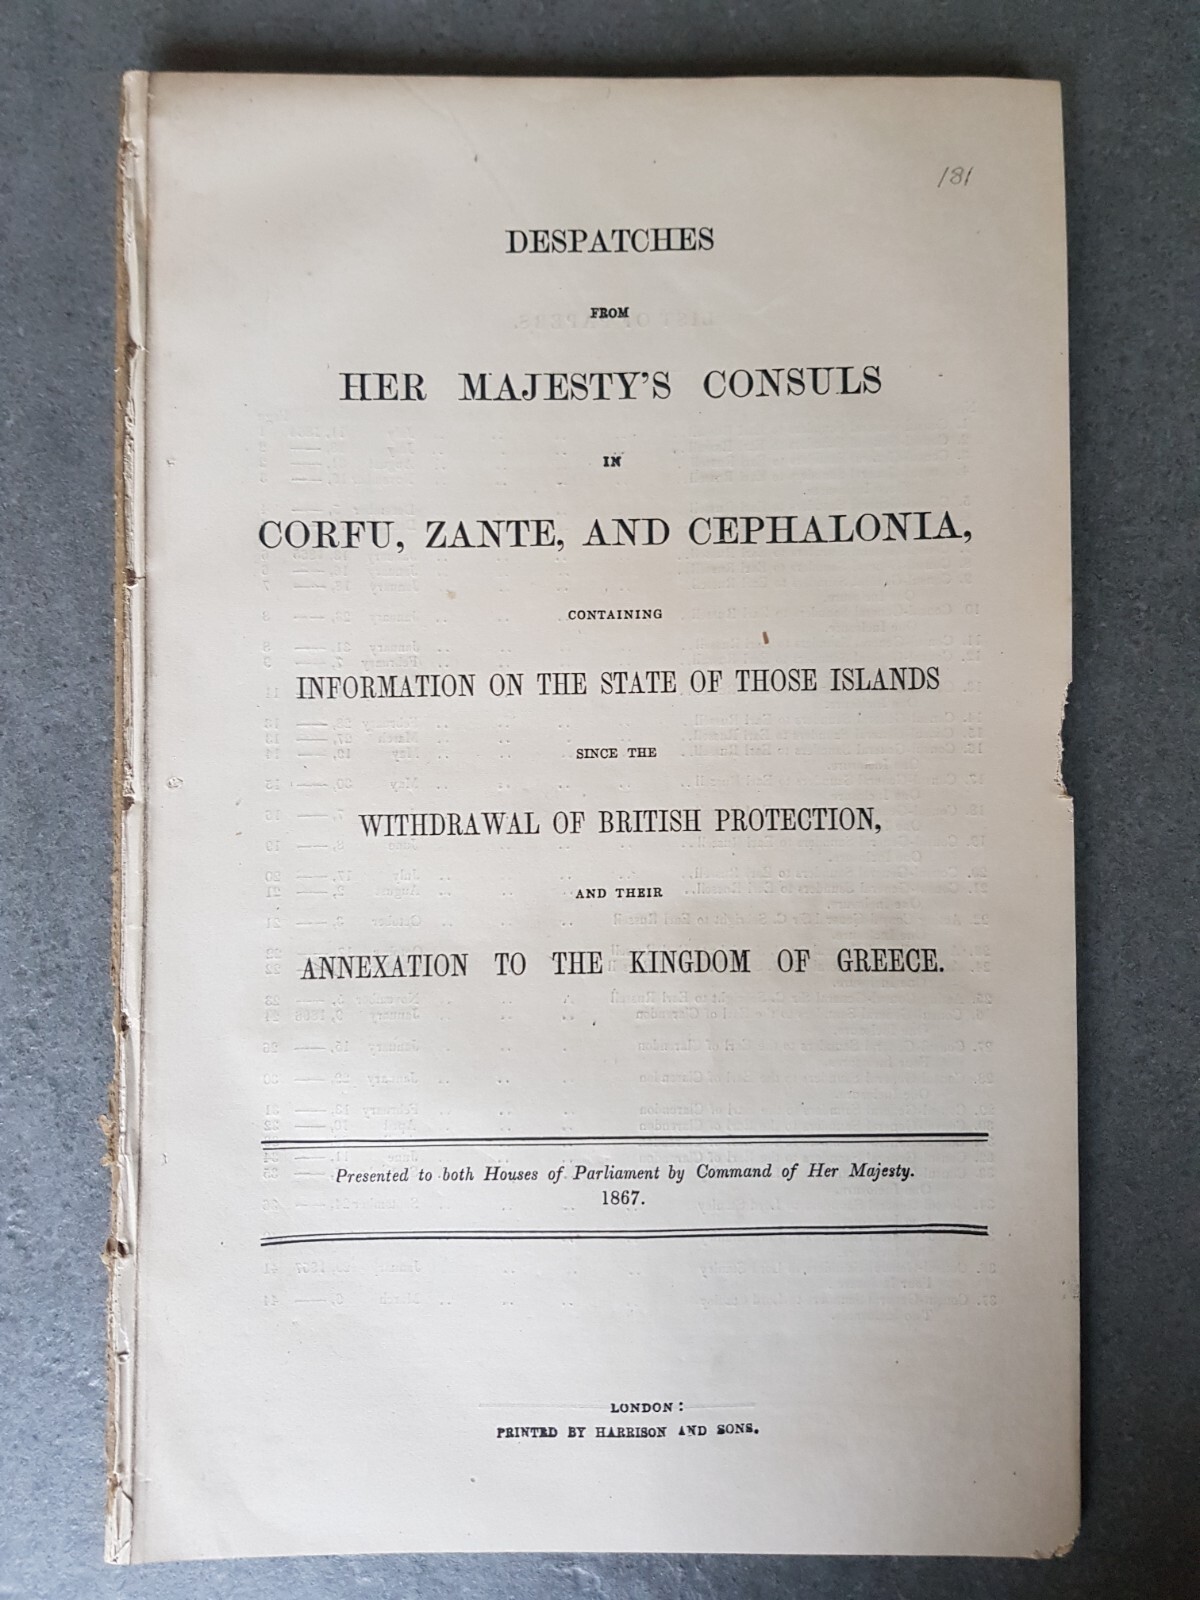 181
DESPATCHES
FROM
HER MAJESTY'S CONSULS
IN
CORFU, ZANTE, AND CEPHALONIA,
CONTAINING
INFORMATION ON THE STATE OF THOSE ISLANDS
SINCE THE
WITHDRAWAL OF BRITISH PROTECTION,
AND THEIR
ANNEXATION TO THE KINGDOM OF GREECE.
Presented to both Houses of Parliament by Command of Her Majesty.
1867.
LONDON:
PRINTED BY HARRISON AND SONS.